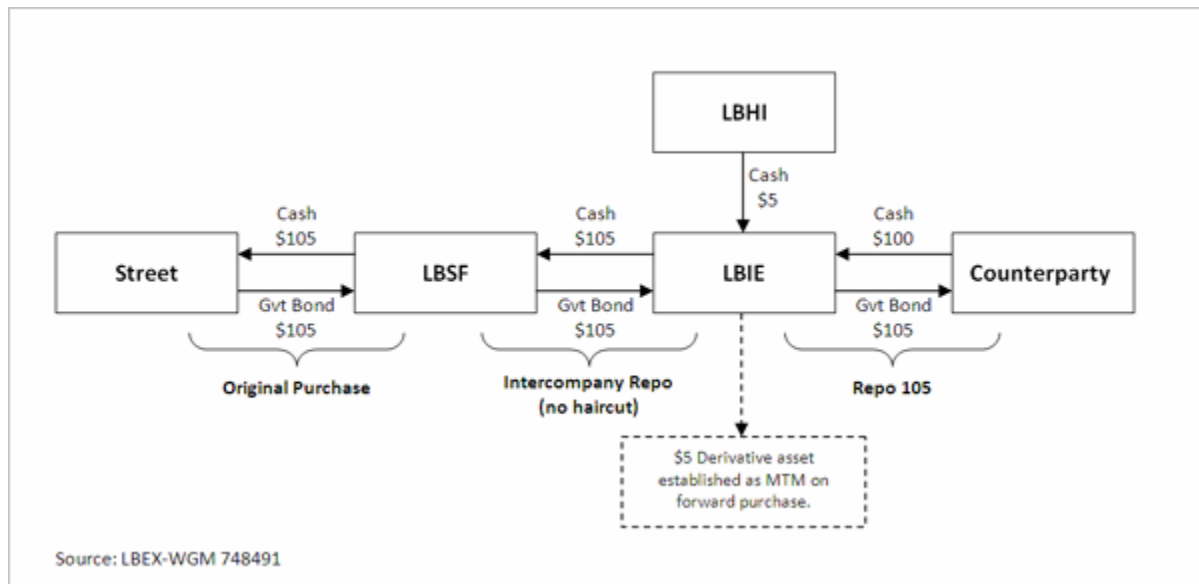 LBHI
Cash
$5
Cash
$105
Cash
$105
Cash
$100
Street
LBSF
LBIE
Counterparty
Gvt Bond
$105
Gvt Bond
$105
Gvt Bond
$105
Original Purchase
Intercompany Repo
(no haircut)
Repo 105
$5 Derivative asset
established as MTM on
forward purchase.
Source: LBEX-WGM 748491